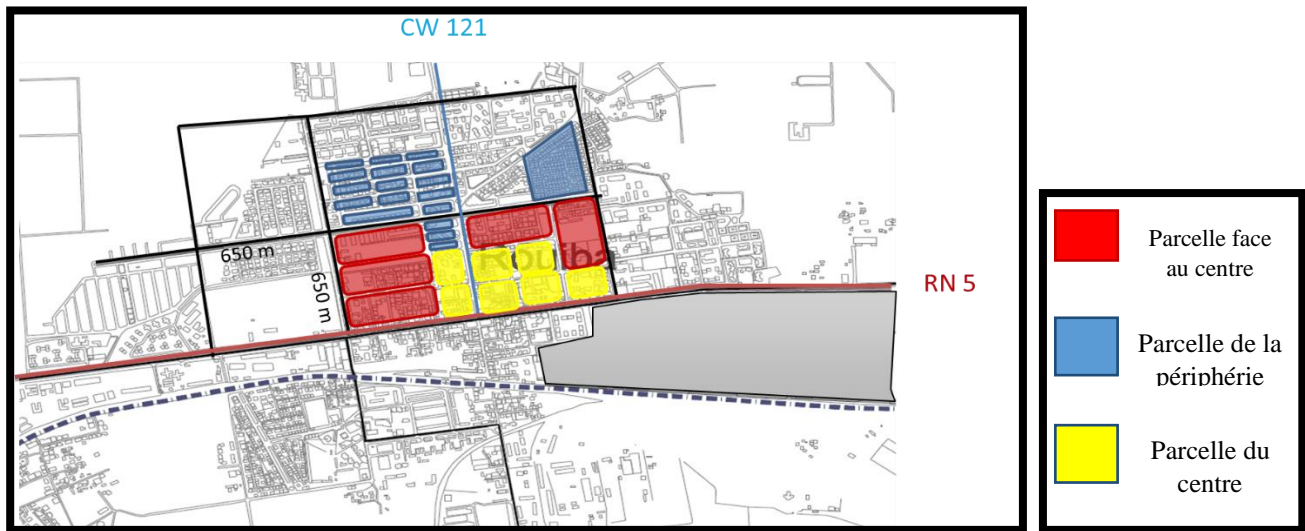 CW 121
Rouiba
650 m
650 m
RN 5
Parcelle face
au centre
Parcelle de la
périphérie
Parcelle du
centre